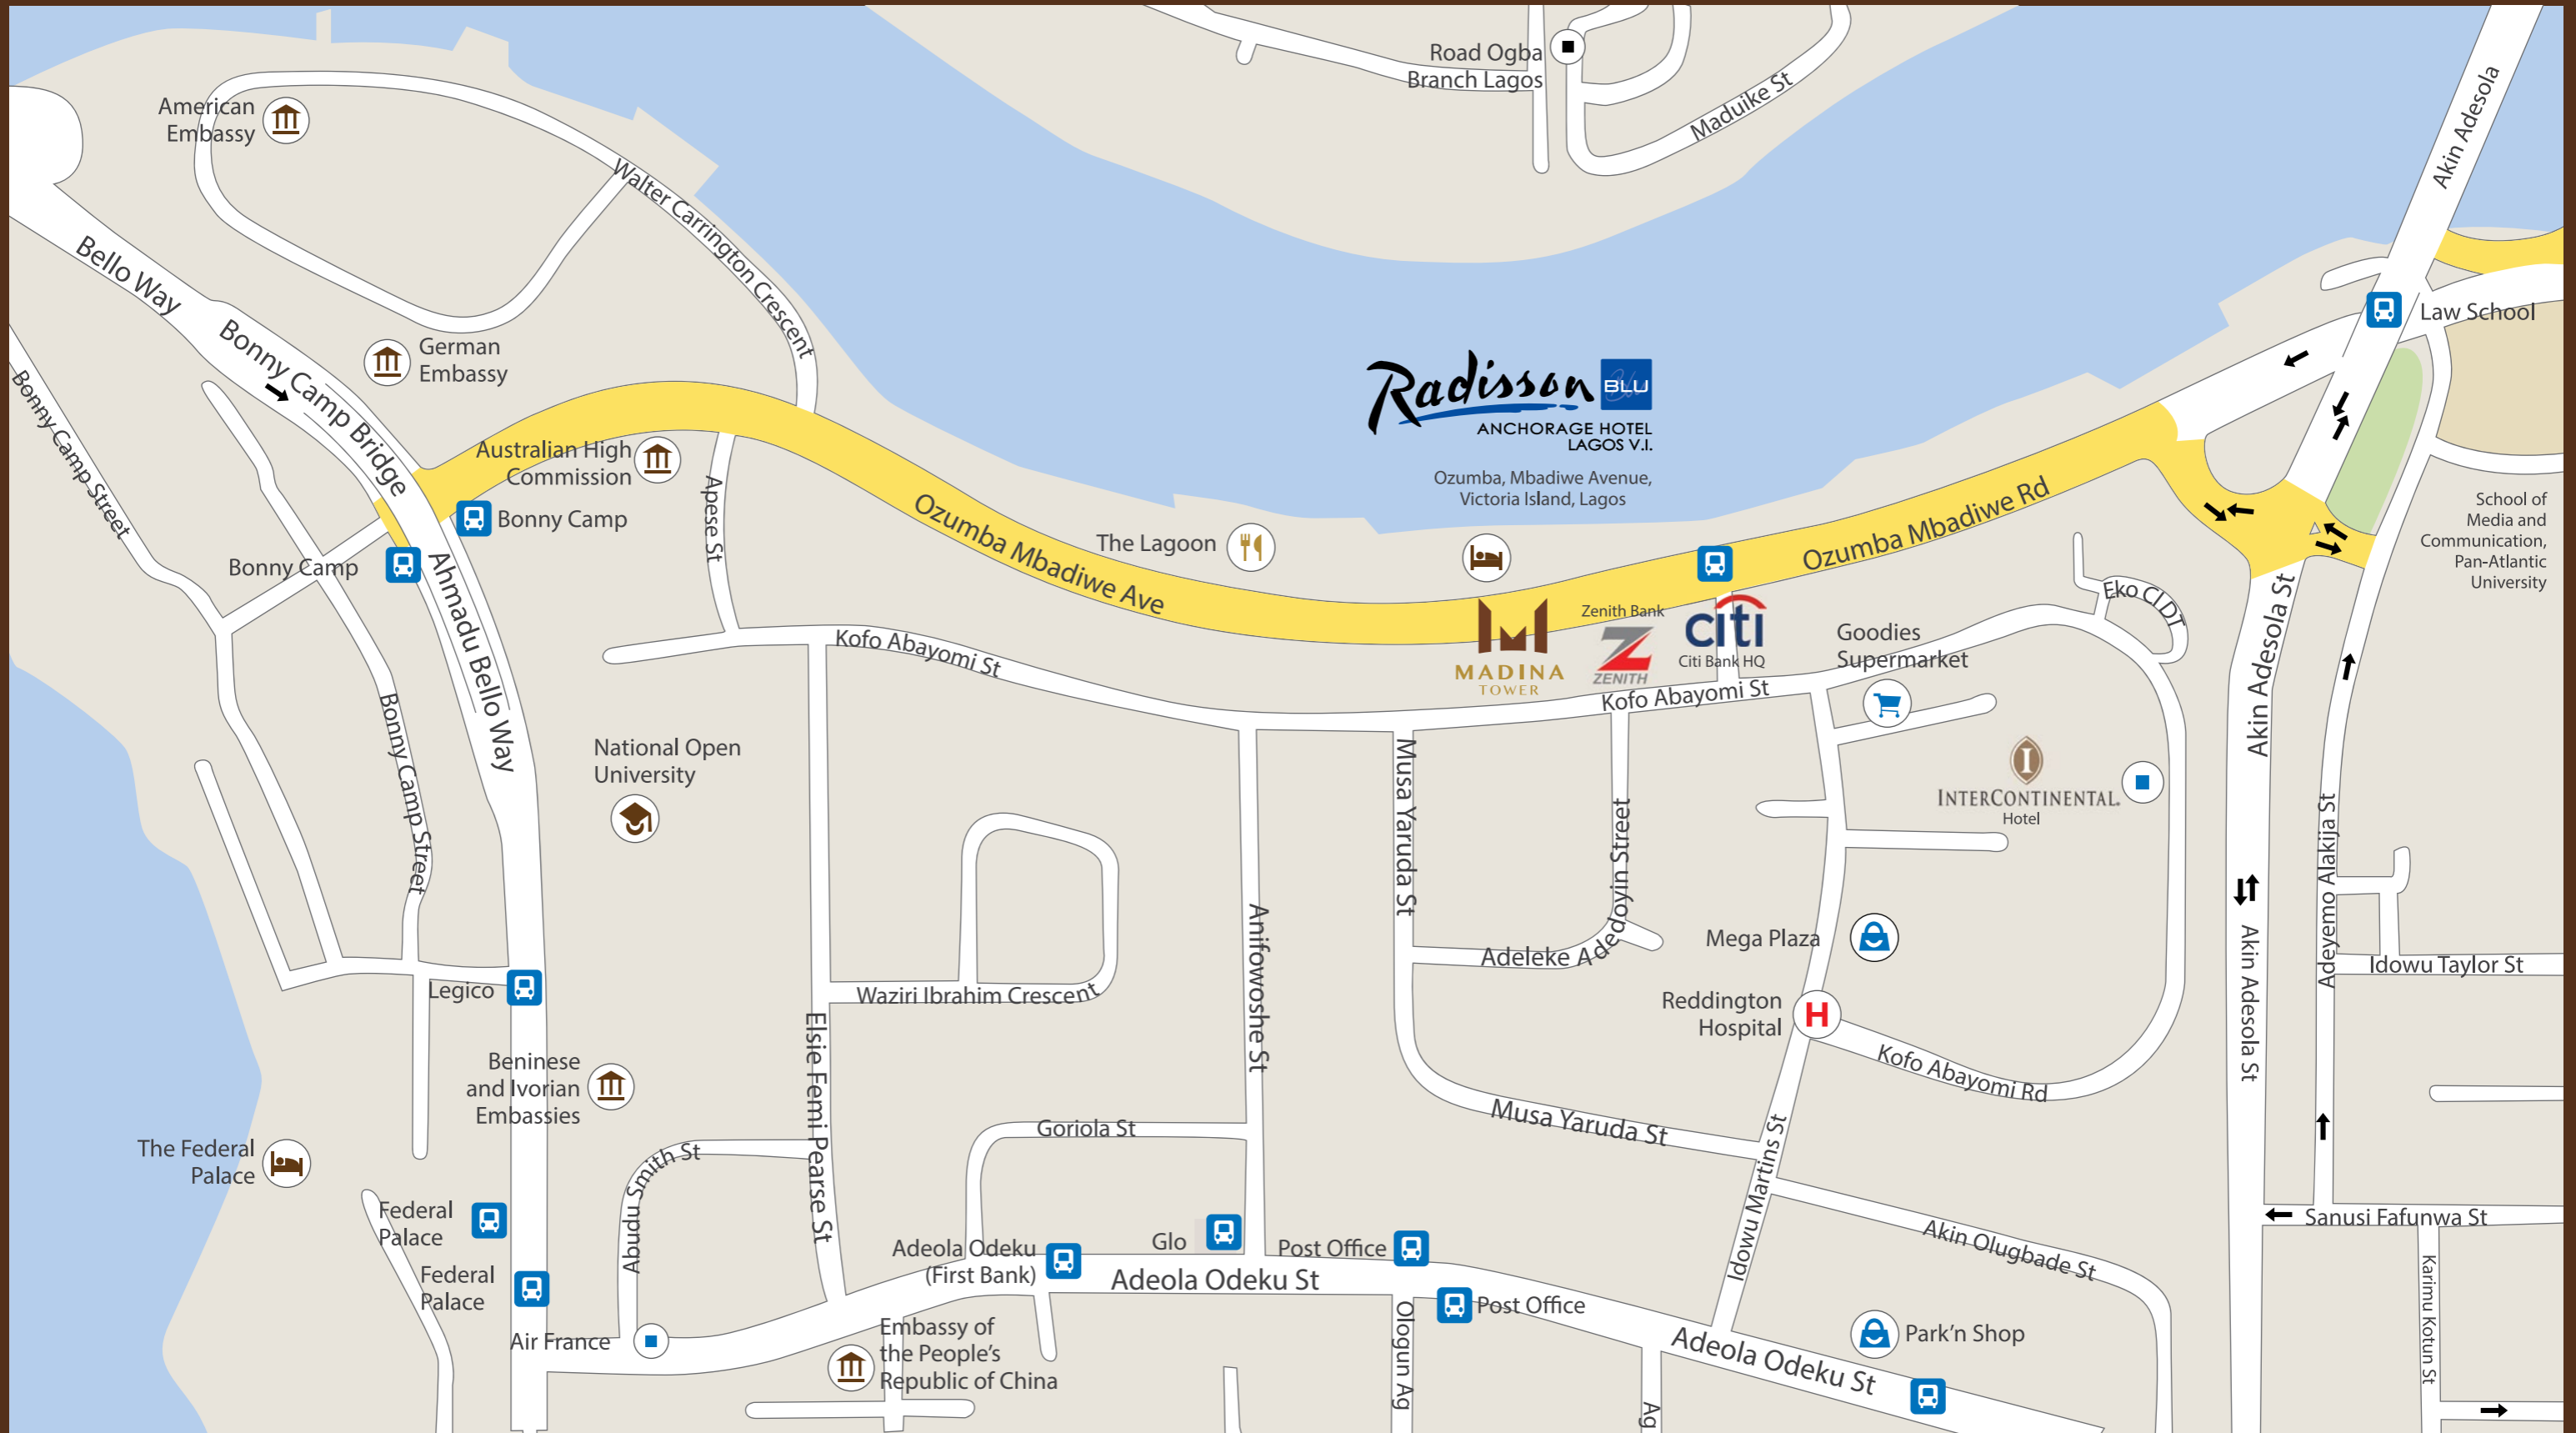 Road Ogba
Branch Lagos
Maduike St
Akin Adesola
American
Embassy
Walter Carrington Crescent
Bello Way
Bonny Camp Bridge
German
Embassy
Law School
Bonny Camp Street
Radisson BLU
ANCHORAGE HOTEL
LAGOS V.I.
Ozumba, Mbadiwe Avenue,
Victoria Island, Lagos
Australian High
Commission
Bonny Camp
Bonny Camp
Apese St
Ahmadu Bello Way
Ozumba Mbadiwe Ave
The Lagoon
Ozumba Mbadiwe Rd
School of
Media and
Communication,
Pan-Atlantic
University
MADINA
TOWER
Zenith Bank
ZENITH
citi
Citi Bank HQ
Goodies
Supermarket
Eko Cl DT
Akin Adesola St
Kofo Abayomi St
Kofo Abayomi St
Bonny Camp Street
National Open
University
Musa Yaruda St
Adeleke Adedoyin Street
INTERCONTINENTAL.
Hotel
Adeyemo Alakija St
Mega Plaza
Idowu Taylor St
Akin Adesola St
Legico
Waziri Ibrahim Crescent
Anifowoshe St
Reddington
Hospital
H
Kofo Abayomi Rd
Beninese
and Ivorian
Embassies
Elsie Femi Pearse St
Goriola St
Musa Yaruda St
The Federal
Palace
Abudu Smith St
Idowu Martins St
Federal
Palace
Federal
Palace
Adeola Odeku
(First Bank)
Glo
Post Office
Adeola Odeku St
Post Office
Akin Olugbade St
Sanusi Fafunwa St
Karimu Kotun St
Air France
Embassy of
the People's
Republic of China
Ologun Ag
Ag
Adeola Odeku St
Park'n Shop